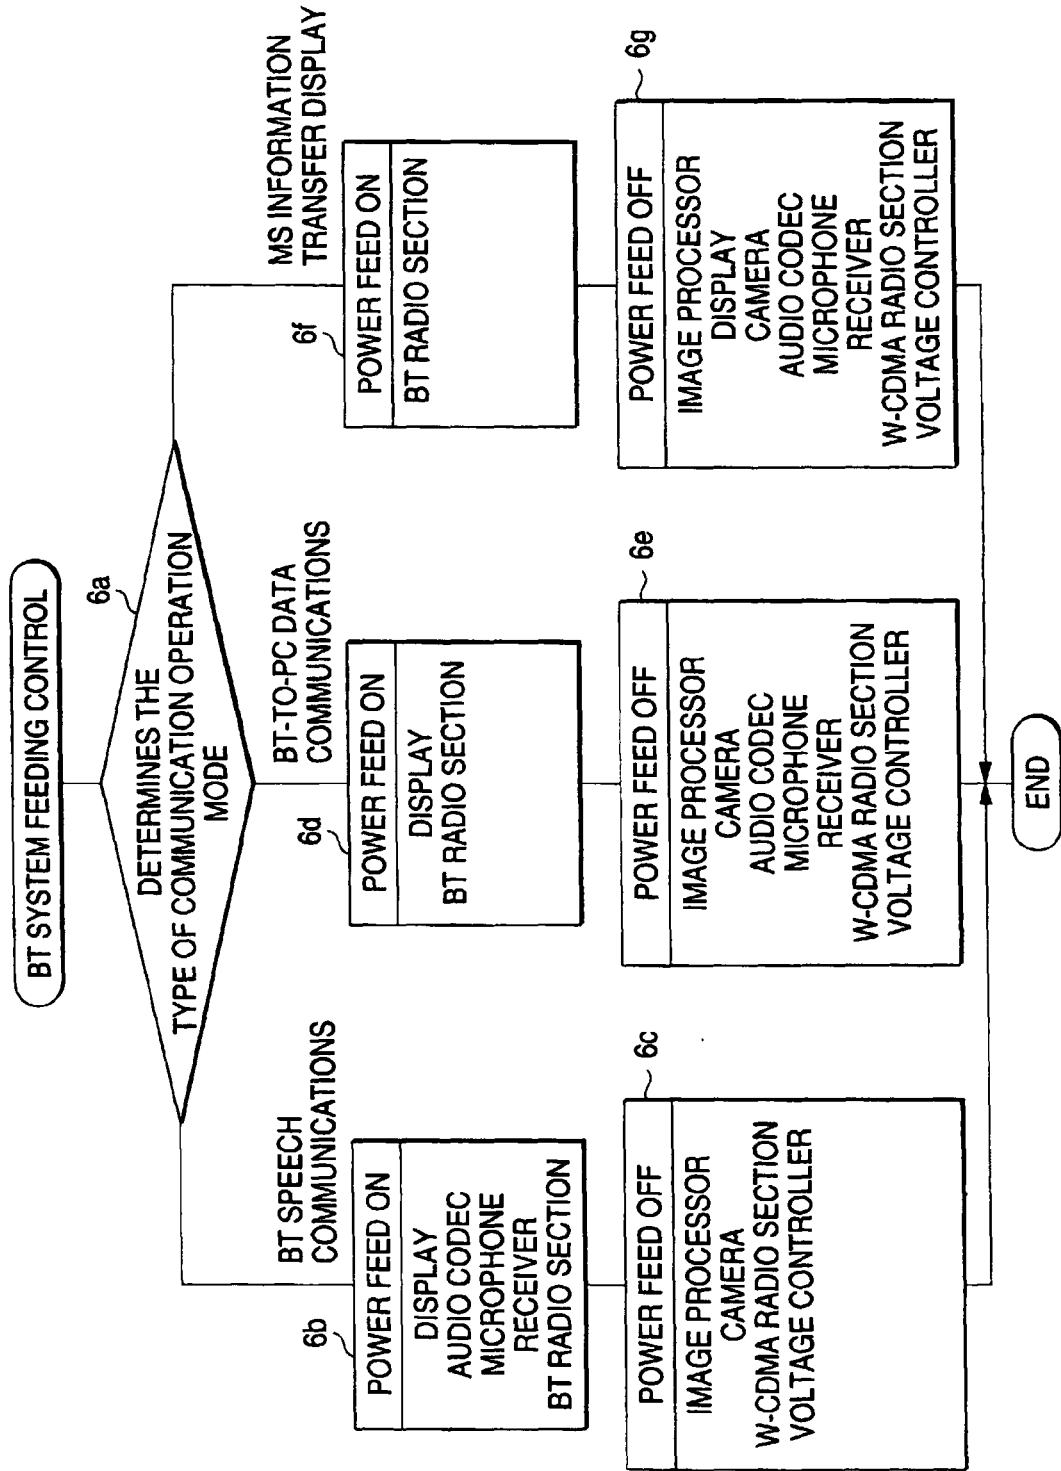 BT SYSTEM FEEDING CONTROL
6a
DETERMINES THE
TYPE OF COMMUNICATION OPERATION
MODE
BT SPEECH
COMMUNICATIONS
6b
POWER FEED ON
DISPLAY
AUDIO CODEC
MICROPHONE
RECEIVER
BT RADIO SECTION
6c
POWER FEED OFF
IMAGE PROCESSOR
CAMERA
W-CDMA RADIO SECTION
VOLTAGE CONTROLLER
BT-TO-PC DATA
COMMUNICATIONS
6d
POWER FEED ON
DISPLAY
BT RADIO SECTION
6e
POWER FEED OFF
IMAGE PROCESSOR
CAMERA
AUDIO CODEC
MICROPHONE
RECEIVER
W-CDMA RADIO SECTION
VOLTAGE CONTROLLER
MS INFORMATION
TRANSFER DISPLAY
6f
POWER FEED ON
BT RADIO SECTION
6g
POWER FEED OFF
IMAGE PROCESSOR
DISPLAY
CAMERA
AUDIO CODEC
MICROPHONE
RECEIVER
W-CDMA RADIO SECTION
VOLTAGE CONTROLLER
END